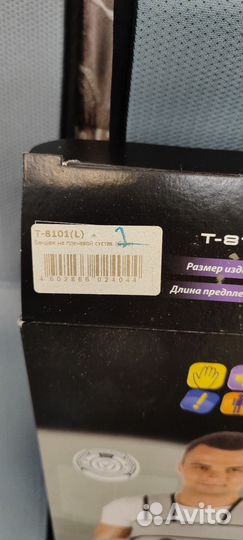 T-8101(L)
Бандаж на плечевой сустав
4 602866 024044
T-8
Размер изд
Длина предпле
Avito